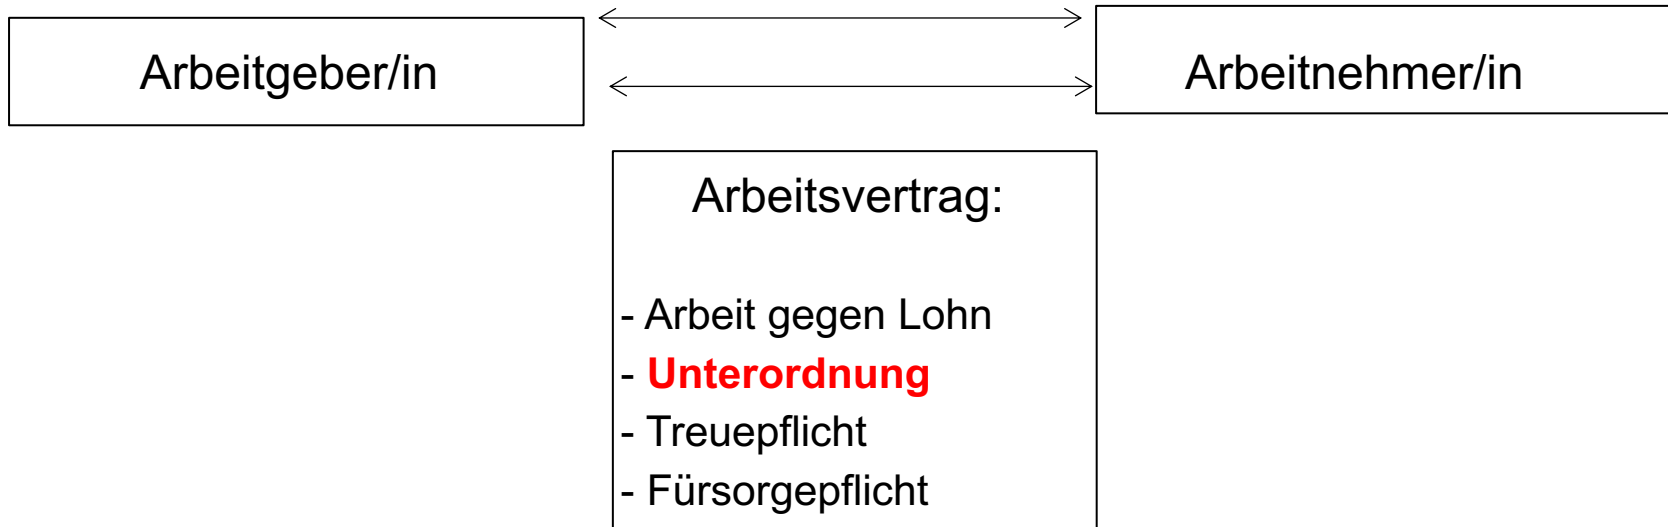 Arbeitgeber/in
Arbeitnehmer/in
Arbeitsvertrag:
- Arbeit gegen Lohn
- Unterordnung
- Treuepflicht
- Fürsorgepflicht